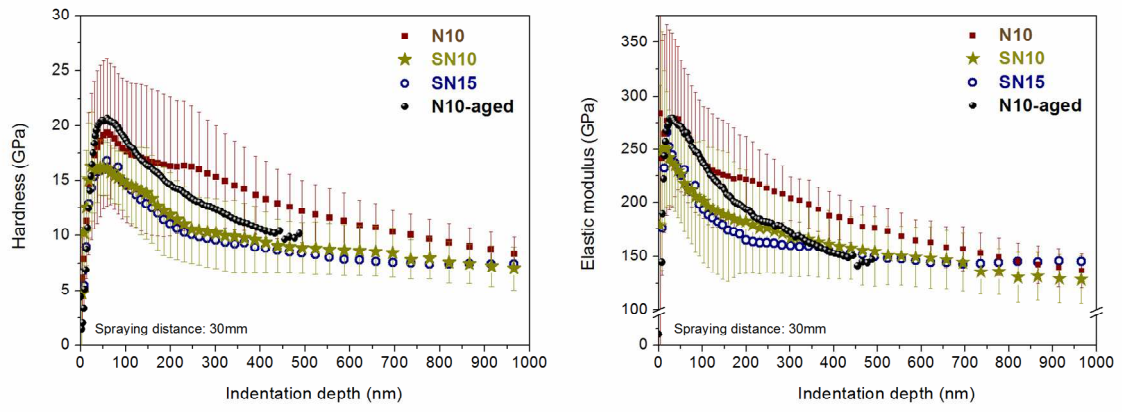 30
25
20
15
10
5
0
Hardness (GPa)
N10
SN10
SN15
N10-aged
Spraying distance: 30mm
0 100 200 300 400 500 600 700 800 900 1000
Indentation depth (nm)
350
300
250
200
150
100
0
Elastic modulus (GPa)
N10
SN10
SN15
N10-aged
Spraying distance: 30mm
0 100 200 300 400 500 600 700 800 900 1000
Indentation depth (nm)